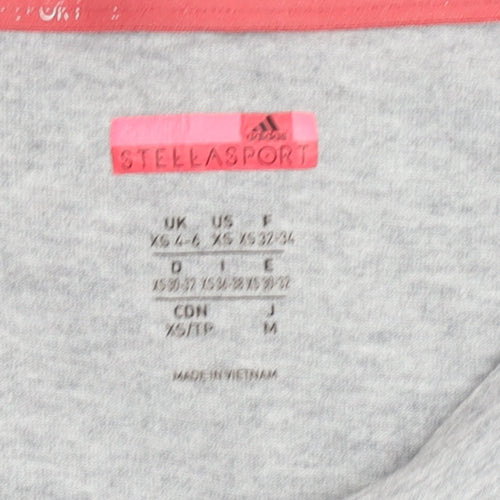 adidas
STELLASPORT
UK US F
XS 4-6 XS XS 32-34
D I E
XS 30-32 XS 36-38 XS 30-32
CDN J
XS/TP M
MADE IN VIETNAM